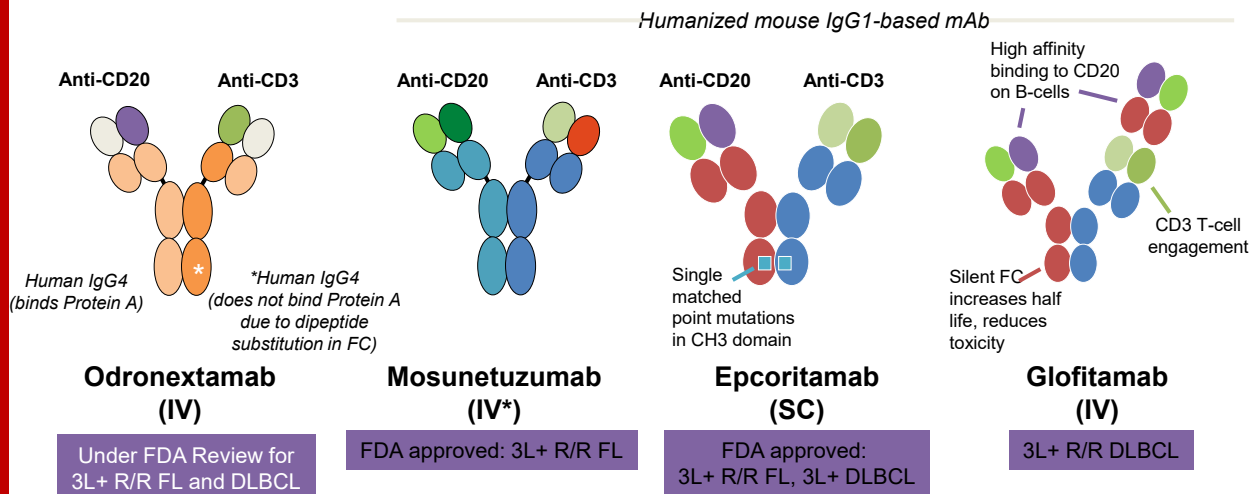 Humanized mouse IgG1-based mAb
Anti-CD20
Anti-CD3
Human IgG4
(binds Protein A)
*
*Human IgG4
(does not bind Protein A
due to dipeptide
substitution in FC)
Odronextamab
(IV)
Under FDA Review for
3L+ R/R FL and DLBCL
Anti-CD20
Anti-CD3
Mosunetuzumab
(IV*)
FDA approved: 3L+ R/R FL
Anti-CD20
Anti-CD3
Single
matched
point mutations
in CH3 domain
Epcoritamab
(SC)
FDA approved:
3L+ R/R FL, 3L+ DLBCL
High affinity
binding to CD20
on B-cells
CD3 T-cell
engagement
Silent FC
increases half
life, reduces
toxicity
Glofitamab
(IV)
3L+ R/R DLBCL